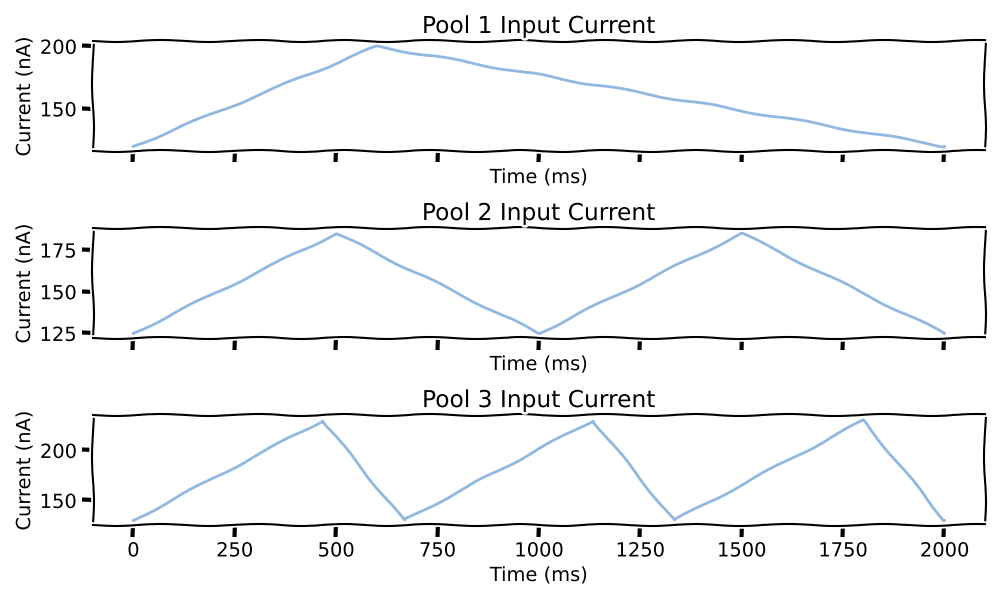 Pool 1 Input Current
Current (nA)
200
150
Time (ms)
Pool 2 Input Current
Current (nA)
175
150
125
Time (ms)
Pool 3 Input Current
Current (nA)
200
150
0 250 500 750 1000 1250 1500 1750 2000
Time (ms)